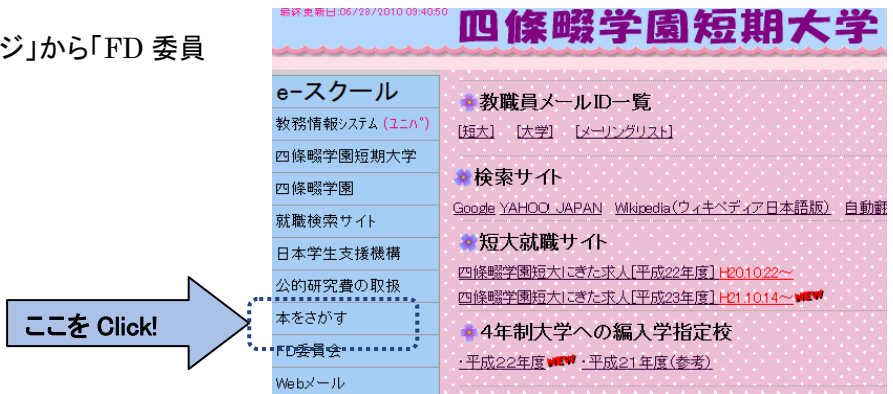 最終更新日:06/28/2010 09:40:50
四條畷学園短期大学
ジ」から「FD 委員
e-スクール
教務情報システム (ユニパ)
四條畷学園短期大学
四條畷学園
就職検索サイト
日本学生支援機構
公的研究費の取扱
本をさがす
FD委員会
Webメール
ここを Click!
教職員メールID一覧
[短大] [大学] [メーリングリスト]
検索サイト
Google YAHOO! JAPAN Wikipedia(ウィキペディア日本語版) 自動翻
短大就職サイト
四條畷学園短大にきた求人[平成22年度] H20.10.22～
四條畷学園短大にきた求人[平成23年度] H21.10.14～ NEW
4年制大学への編入学指定校
・平成22年度 NEW ・平成21年度(参考)